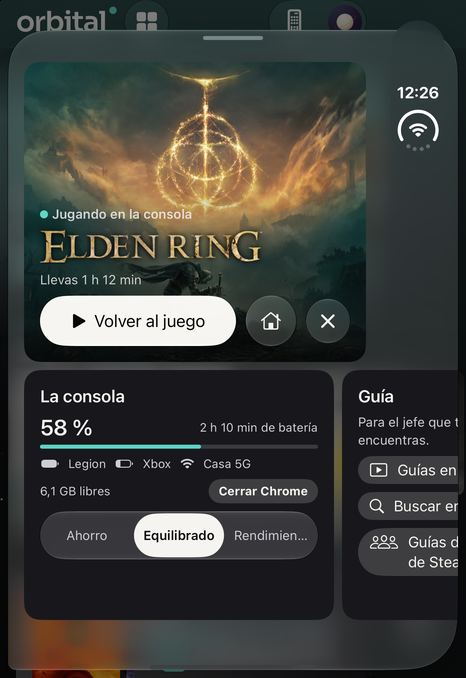 orbital
12:26
Jugando en la consola
ELDEN RING
Llevas 1 h 12 min
Volver al juego
La consola
58 %
2 h 10 min de batería
Legion
Xbox
Casa 5G
6,1 GB libres
Cerrar Chrome
Ahorro
Equilibrado
Rendimien...
Guía
Para el jefe que t
encuentras.
Guías en
Buscar en
Guías d
de Stea